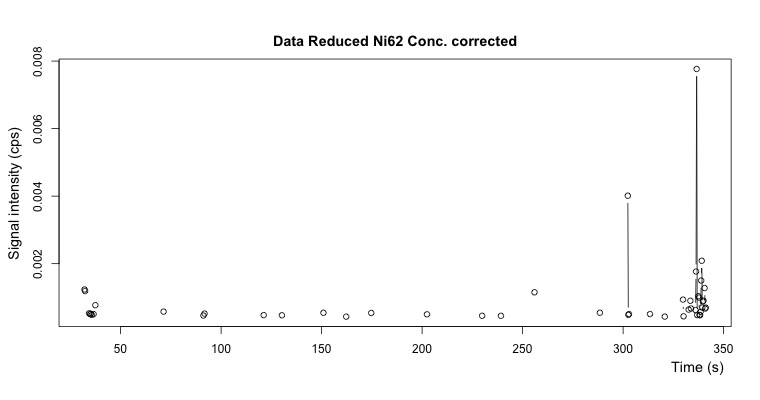 Data Reduced Ni62 Conc. corrected
Signal intensity (cps)
0.008
0.006
0.004
0.002
50 100 150 200 250 300 350
Time (s)